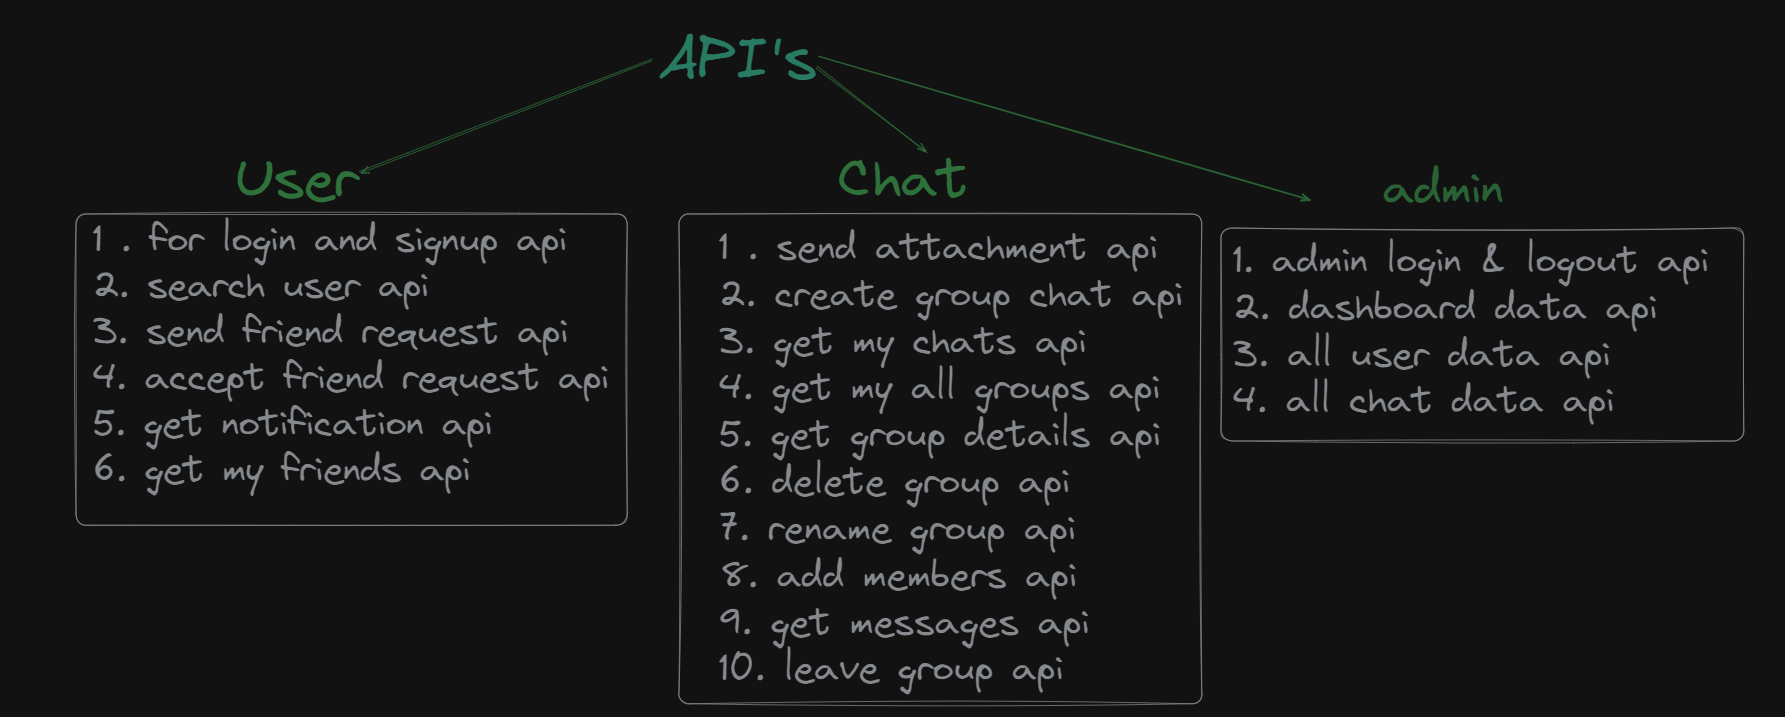 API's
User
1 . for login and signup api
2. search user api
3. send friend request api
4. accept friend request api
5. get notification api
6. get my friends api
Chat
1 . send attachment api
2. create group chat api
3. get my chats api
4. get my all groups api
5. get group details api
6. delete group api
7. rename group api
8. add members api
9. get messages api
10. leave group api
admin
1. admin login & logout api
2. dashboard data api
3. all user data api
4. all chat data api